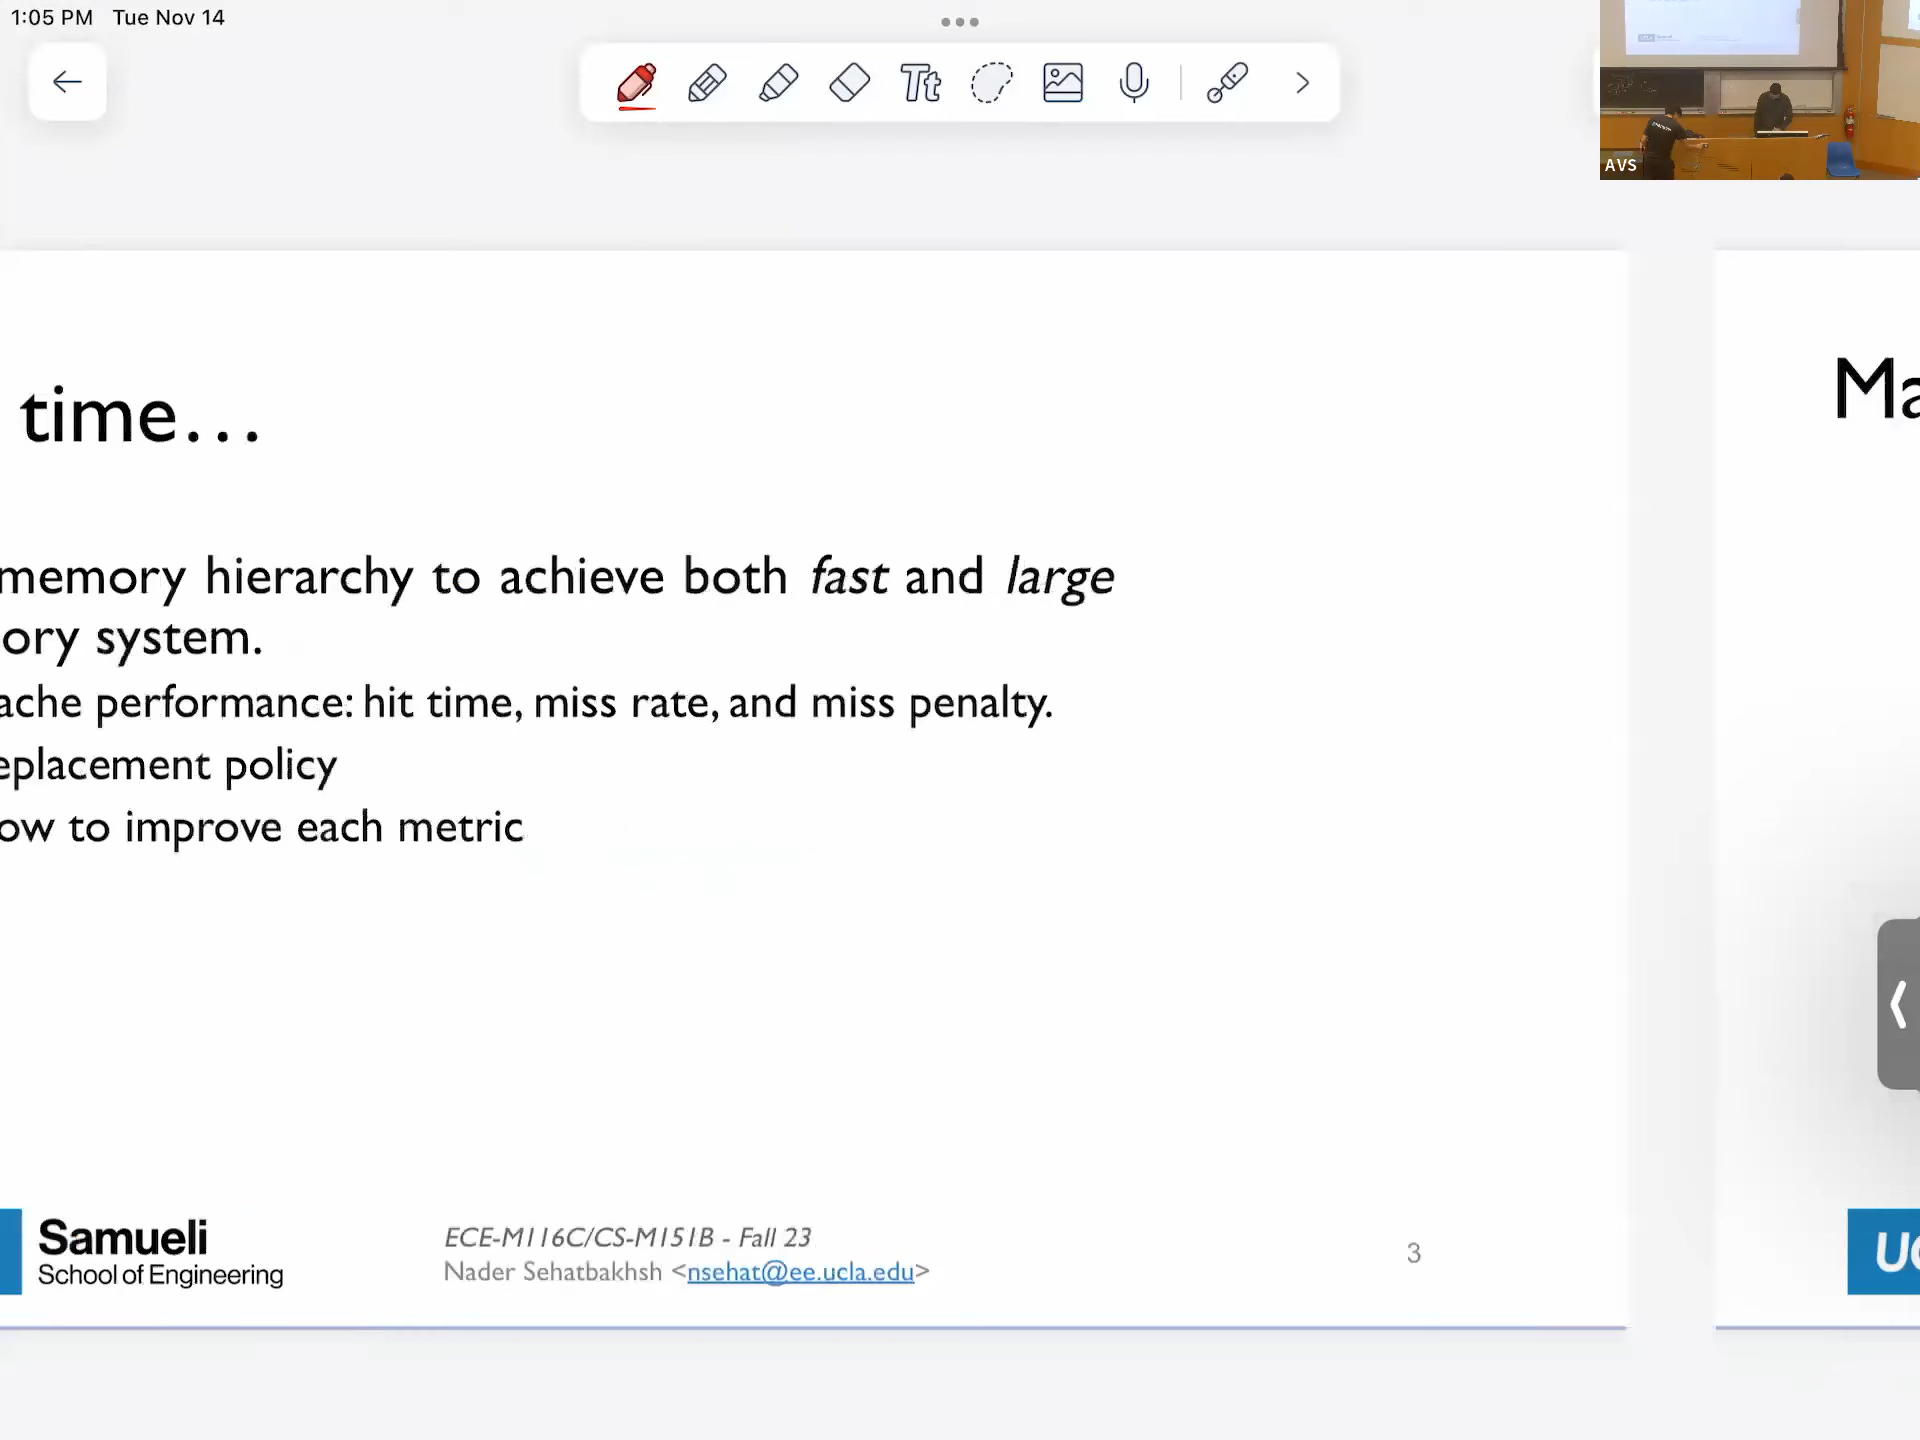 1:05 PM Tue Nov 14
Tt
AVS
time...
Ma
memory hierarchy to achieve both fast and large
ory system.
ache performance: hit time, miss rate, and miss penalty.
eplacement policy
ow to improve each metric
Samueli
School of Engineering
ECE-M116C/CS-M151B - Fall 23
Nader Sehatbakhsh <nsehat@ee.ucla.edu>
3
UC